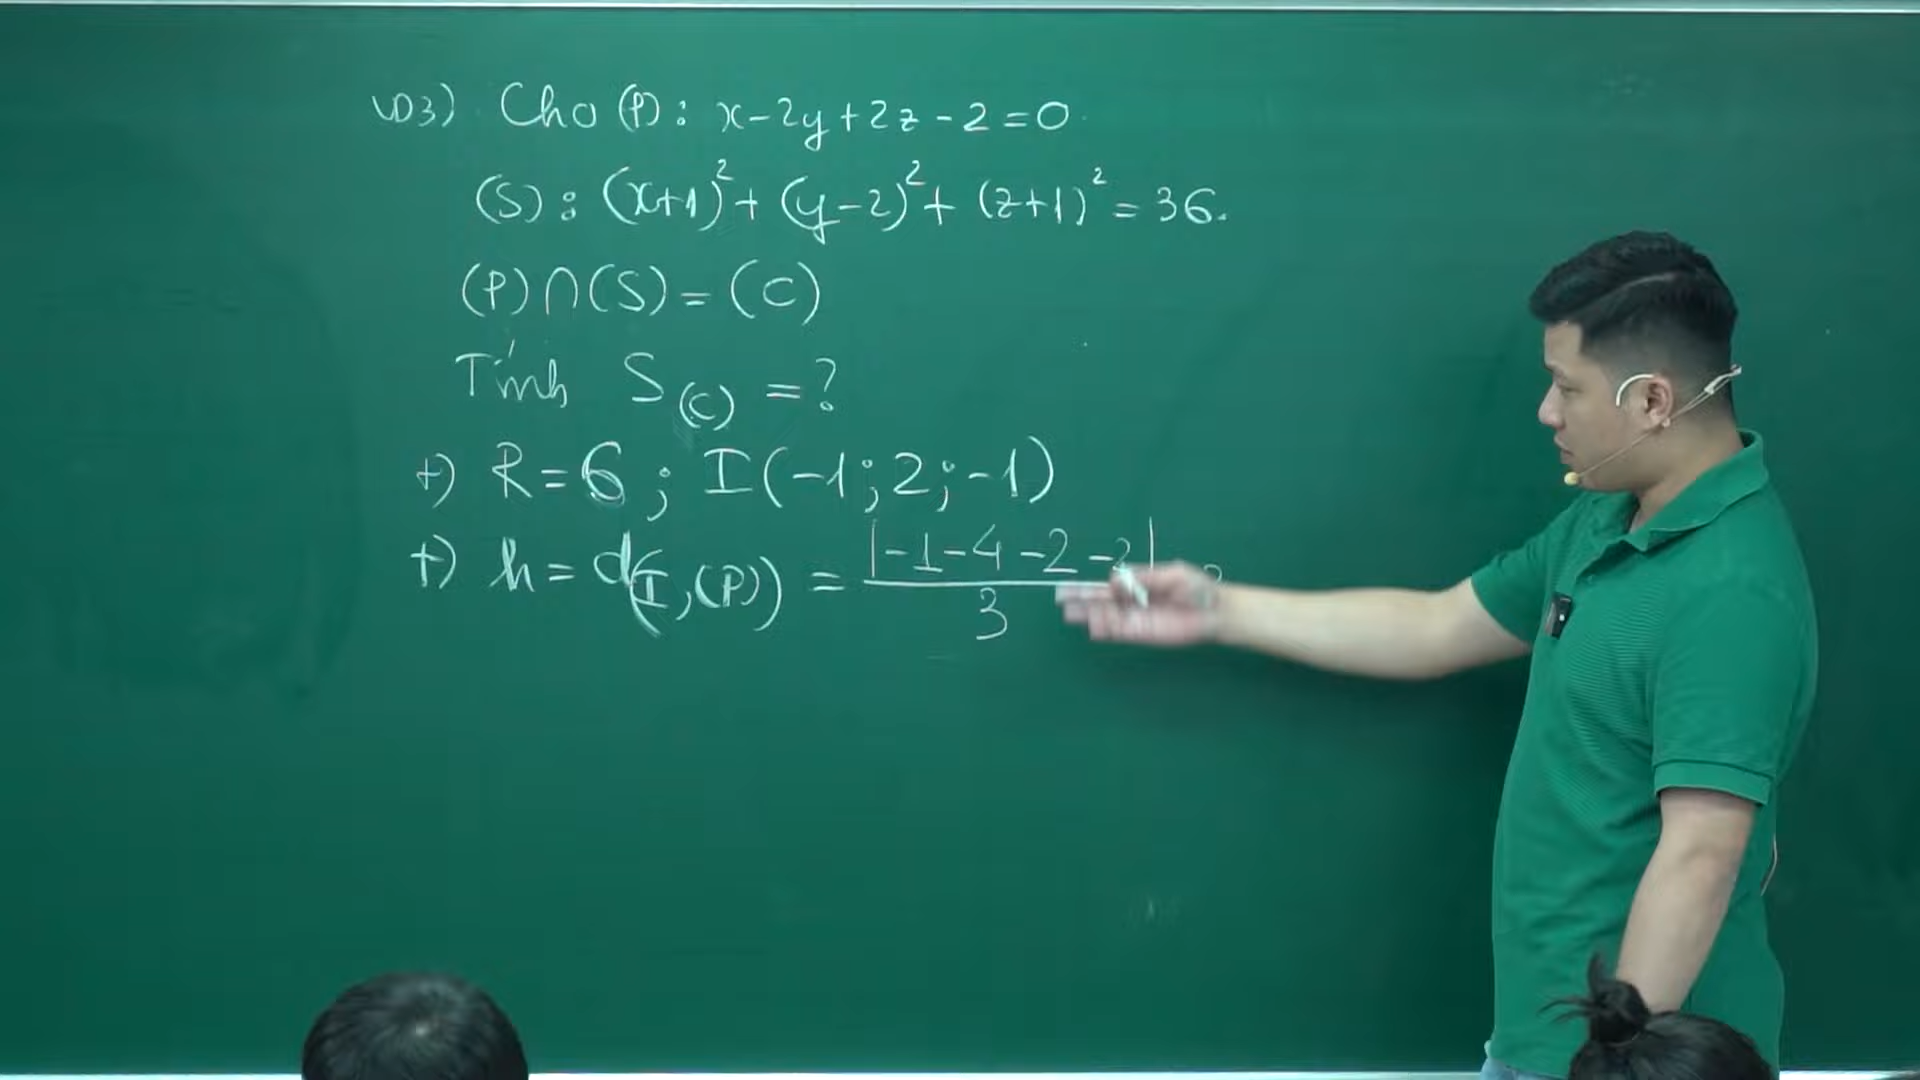 VD3) Cho (P): x-2y+2z-2=0.
(S): (x+1)²+(y-2)²+(z+1)²=36.
(P)∩(S)=(C)
Tính S(C)=?
+) R=6; I(-1;2;-1)
+) h=d(I,(P))=|-1-4-2-2|/3